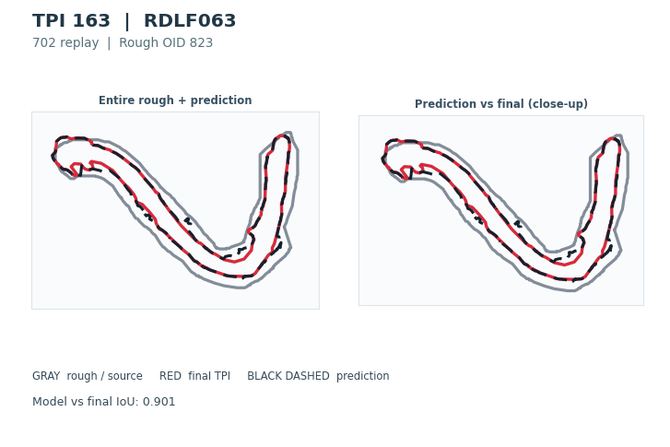 TPI 163 | RDLF063
702 replay | Rough OID 823
Entire rough + prediction
Prediction vs final (close-up)
GRAY rough / source RED final TPI BLACK DASHED prediction
Model vs final IoU: 0.901